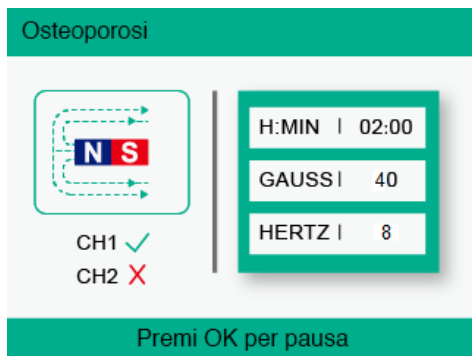 Osteoporosi
N S
CH1
CH2
H:MIN | 02:00
GAUSS | 40
HERTZ | 8
Premi OK per pausa